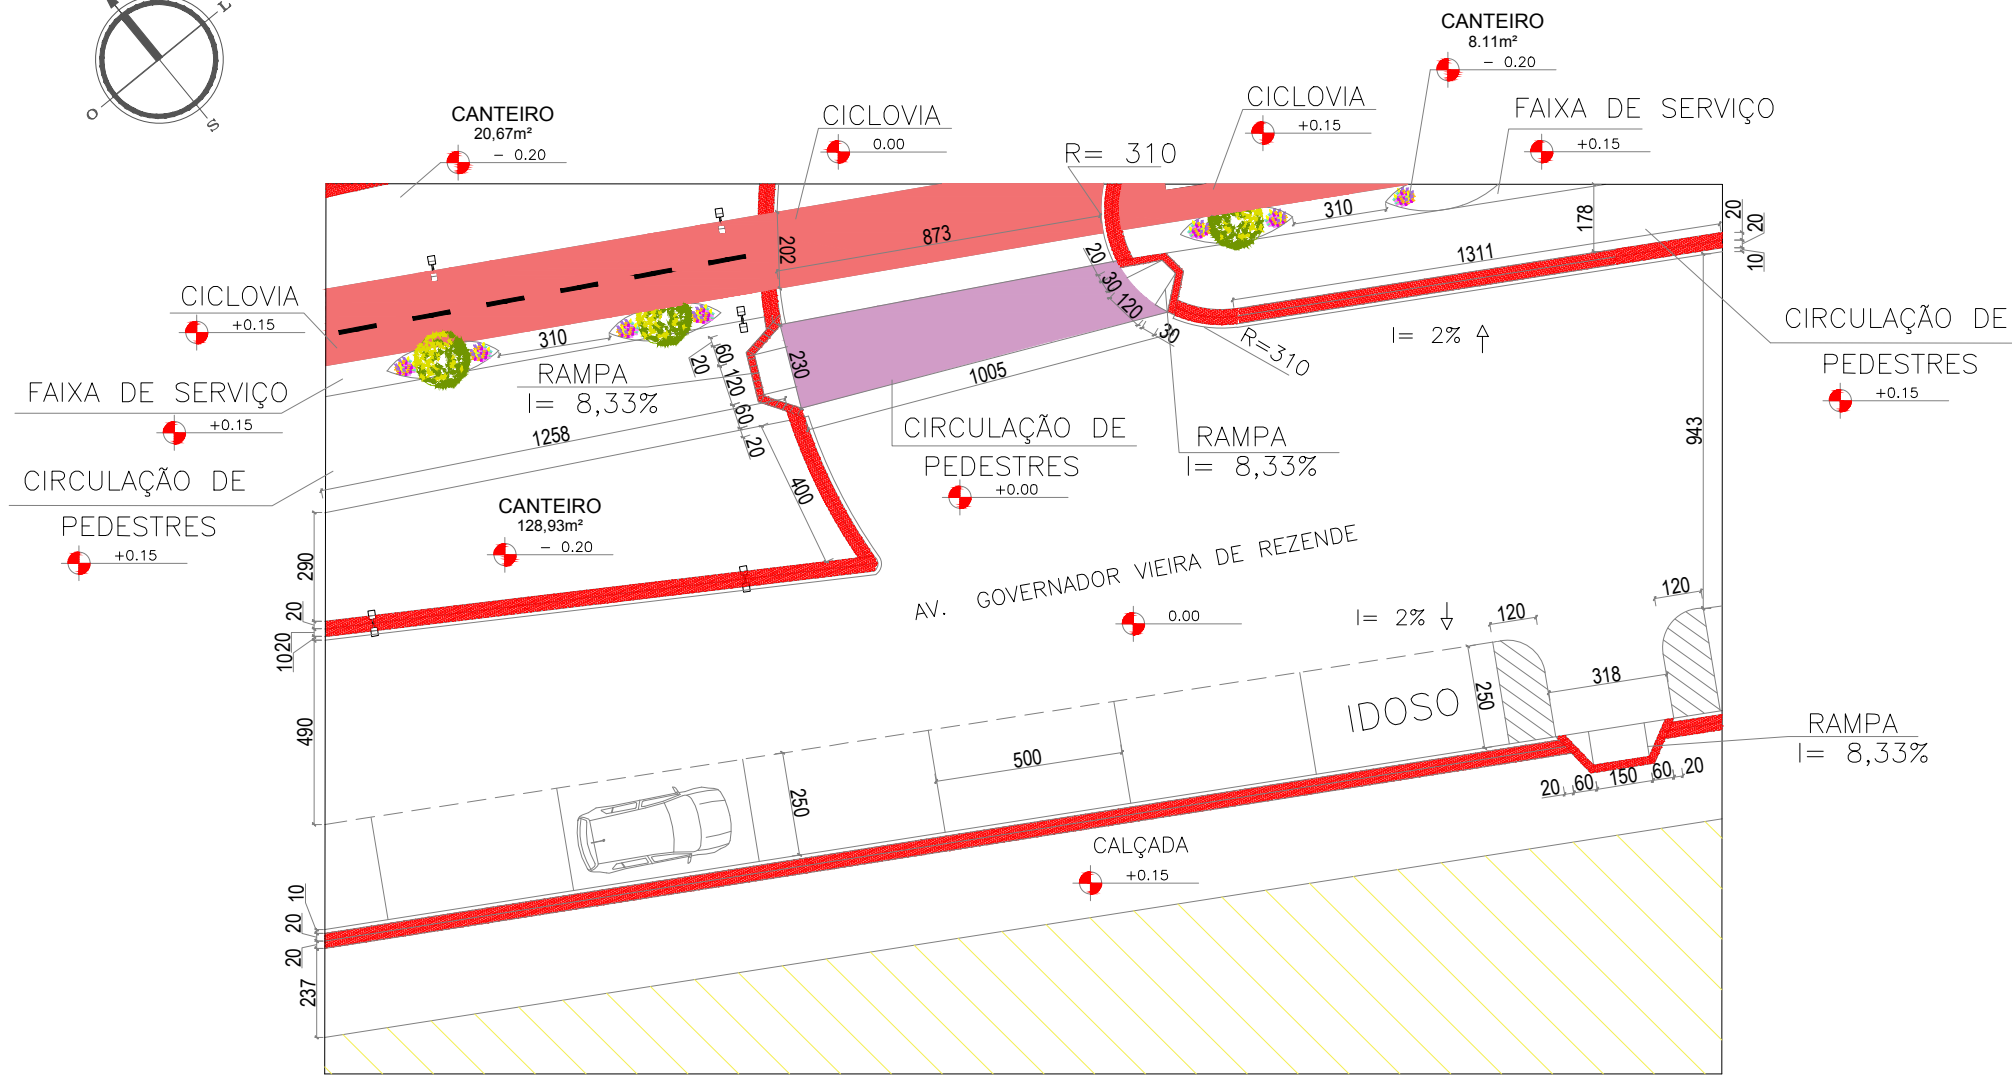 L
O
S
CANTEIRO
8.11m²
- 0.20
CANTEIRO
20,67m²
- 0.20
CICLOVIA
0.00
CICLOVIA
+0.15
FAIXA DE SERVIÇO
+0.15
R= 310
310
178
20
20
10
202
873
1311
20
30
120
30
R=310
I= 2%
CICLOVIA
+0.15
310
60
20
120
60
20
230
RAMPA
I= 8,33%
1005
CIRCULAÇÃO DE
PEDESTRES
+0.15
FAIXA DE SERVIÇO
+0.15
1258
CIRCULAÇÃO DE
PEDESTRES
+0.00
RAMPA
I= 8,33%
943
CIRCULAÇÃO DE
PEDESTRES
+0.15
400
CANTEIRO
128,93m²
- 0.20
290
20
20
10
490
AV. GOVERNADOR VIEIRA DE REZENDE
0.00
I= 2%
120
120
318
250
IDOSO
RAMPA
I= 8,33%
500
250
20
60
150
60
20
CALÇADA
+0.15
10
20
20
237